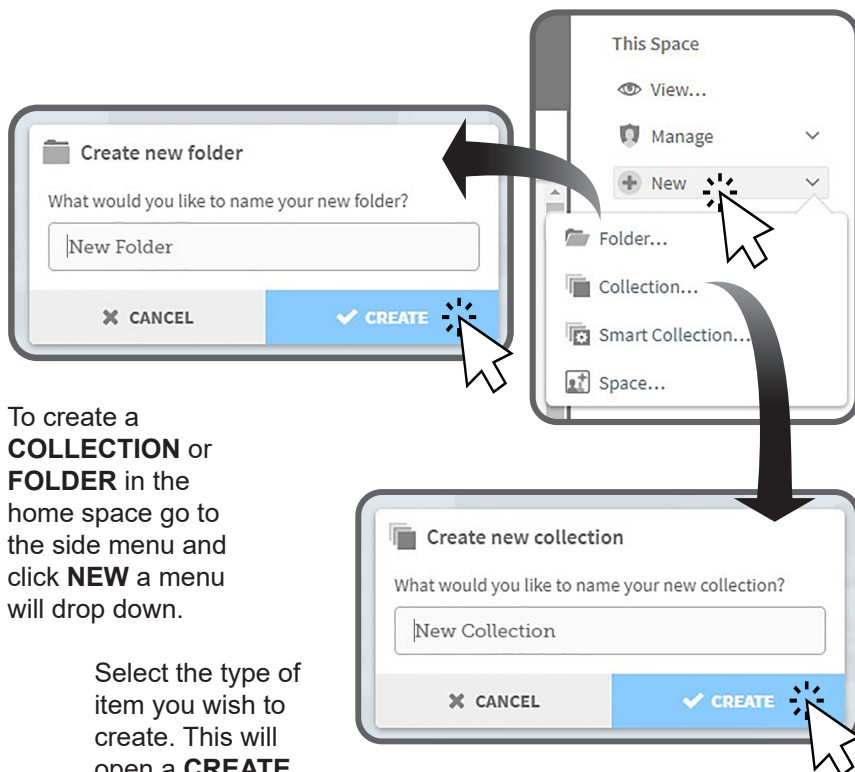 This Space
View...
Manage
New
Folder...
Collection...
Smart Collection...
Space...
Create new folder
What would you like to name your new folder?
New Folder
CANCEL
CREATE
To create a
COLLECTION or
FOLDER in the
home space go to
the side menu and
click NEW a menu
will drop down.
Select the type of
item you wish to
create. This will
open a CREATE
Create new collection
What would you like to name your new collection?
New Collection
CANCEL
CREATE